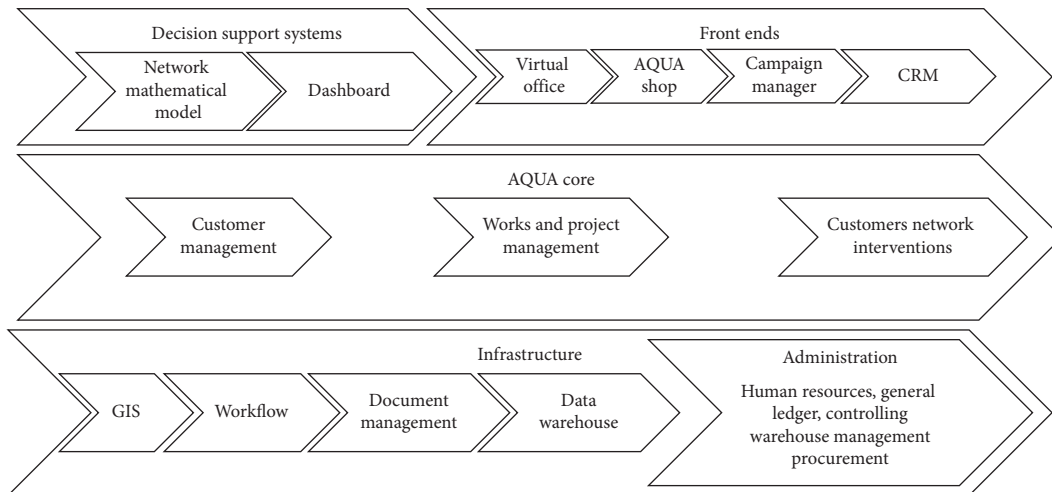 Decision support systems
Network
mathematical
model
Dashboard
Front ends
Virtual
office
AQUA
shop
Campaign
manager
CRM
AQUA core
Customer
management
Works and project
management
Customers network
interventions
Infrastructure
GIS
Workflow
Document
management
Data
warehouse
Administration
Human resources, general
ledger, controlling
warehouse management
procurement